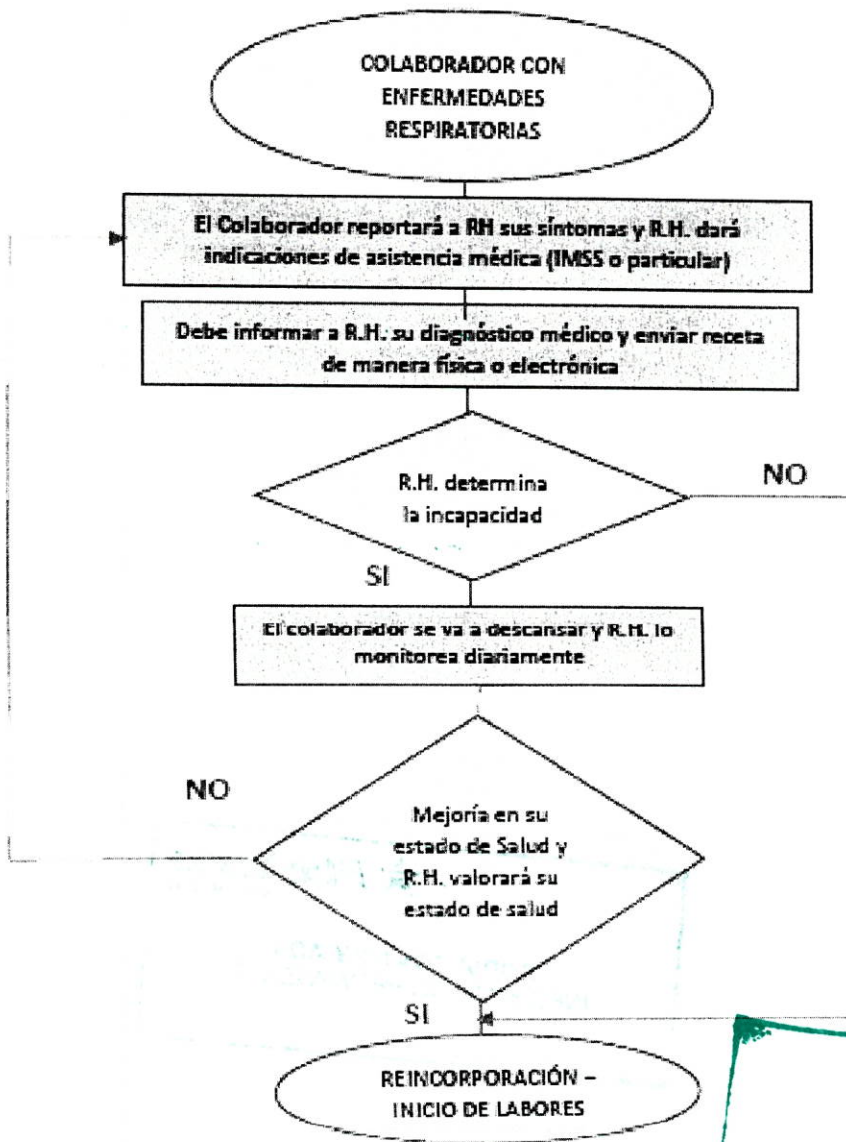 COLABORADOR CON
ENFERMEDADES
RESPIRATORIAS
El Colaborador reportará a RH sus síntomas y R.H. dará
indicaciones de asistencia médica (IMSS o particular)
Debe informar a R.H. su diagnóstico médico y enviar receta
de manera física o electrónica
R.H. determina
la incapacidad
NO
SI
El colaborador se va a descansar y R.H. lo
monitorea diariamente
NO
Mejoría en su
estado de Salud y
R.H. valorará su
estado de salud
SI
REINCORPORACIÓN –
INICIO DE LABORES